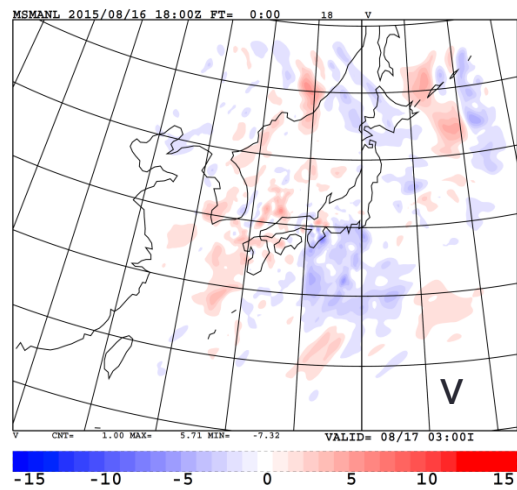 MSMANL 2015/08/16 18:00Z FT= 0:00 18 V
V
V CNT= 1.00 MAX= 5.71 MIN= -7.32 VALID= 08/17 03:00I
-15 -10 -5 0 5 10 15